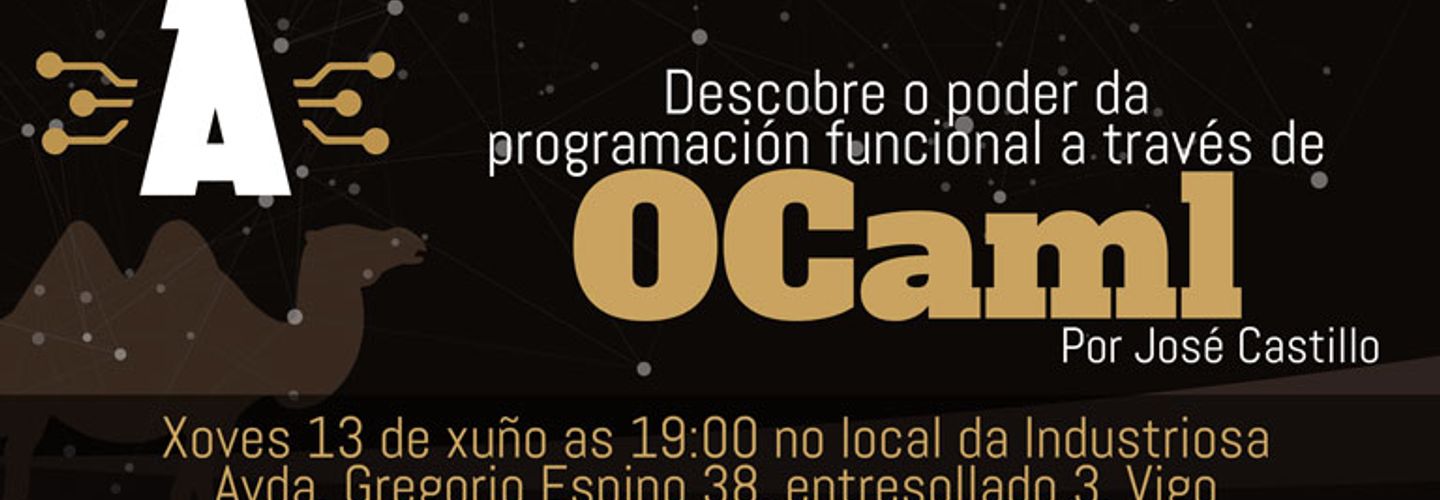 A
Descobre o poder da
programación funcional a través de
OCaml
Por José Castillo
Xoves 13 de xuño as 19:00 no local da Industriosa
Avda. Gregorio Espino 38, entresollado 3, Vigo